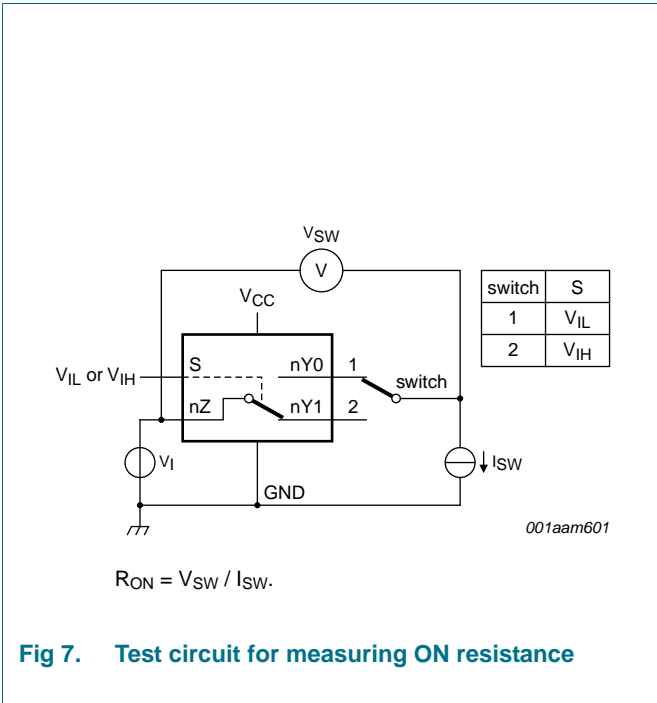 VSW
V
VCC
switch S
1 VIL
2 VIH
VIL or VIH
S
nY0
1
switch
nZ
nY1
2
VI
ISW
GND
001aam601
RON = VSW / ISW.
Fig 7. Test circuit for measuring ON resistance